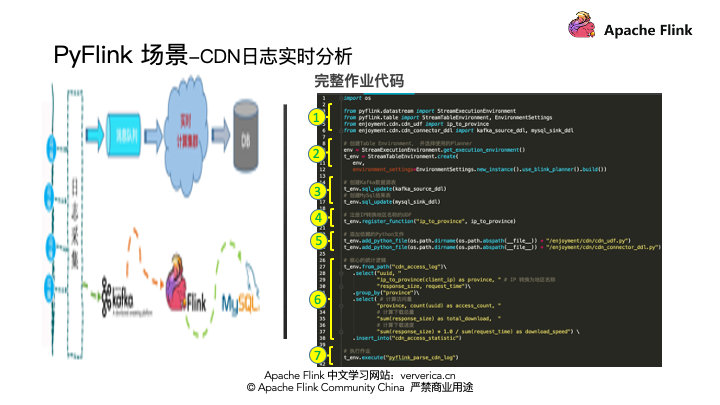 Apache Flink
PyFlink 场景-CDN日志实时分析
完整作业代码
消息队列
实时
计算集群
DB
日志采集
kafka
Flink
MySQL
1
2
3
4
5
6
7
import os
from pyflink.datastream import StreamExecutionEnvironment
from pyflink.table import StreamTableEnvironment, EnvironmentSettings
from enjoyment.cdn.cdn_udf import ip_to_province
from enjoyment.cdn.cdn_connector_ddl import kafka_source_ddl, mysql_sink_ddl
# 创建Table Environment, 并选择使用的Planner
env = StreamExecutionEnvironment.get_execution_environment()
t_env = StreamTableEnvironment.create(
env,
environment_settings=EnvironmentSettings.new_instance().use_blink_planner().build())
# 创建Kafka数据源表
t_env.sql_update(kafka_source_ddl)
# 创建MySql结果表
t_env.sql_update(mysql_sink_ddl)
# 注册IP转换地区名称的UDF
t_env.register_function("ip_to_province", ip_to_province)
# 添加依赖的Python文件
t_env.add_python_file(os.path.dirname(os.path.abspath(__file__)) + "/enjoyment/cdn/cdn_udf.py")
t_env.add_python_file(os.path.dirname(os.path.abspath(__file__)) + "/enjoyment/cdn/cdn_connector_ddl.py")
# 核心的统计逻辑
t_env.from_path("cdn_access_log")\
.select("uuid, "
"ip_to_province(client_ip) as province, " # IP 转换为地区名称
"response_size, request_time")\
.group_by("province")\
.select( # 计算访问量
"province, count(uuid) as access_count, "
# 计算下载总量
"sum(response_size) as total_download, "
# 计算下载速度
"sum(response_size) * 1.0 / sum(request_time) as download_speed") \
.insert_into("cdn_access_statistic")
# 执行作业
t_env.execute("pyflink_parse_cdn_log")
Apache Flink 中文学习网站：ververica.cn
© Apache Flink Community China 严禁商业用途